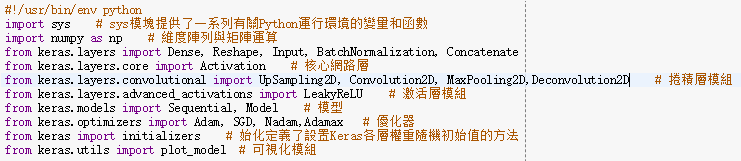 #!/usr/bin/env python
import sys    # sys模塊提供了一系列有關Python運行環境的變量和函數
import numpy as np    # 維度陣列與矩陣運算
from keras.layers import Dense, Reshape, Input, BatchNormalization, Concatenate
from keras.layers.core import Activation    # 核心網路層
from keras.layers.convolutional import UpSampling2D, Convolution2D, MaxPooling2D,Deconvolution2D    # 捲積層模組
from keras.layers.advanced_activations import LeakyReLU    # 激活層模組
from keras.models import Sequential, Model    # 模型
from keras.optimizers import Adam, SGD, Nadam,Adamax    # 優化器
from keras import initializers    # 始化定義了設置Keras各層權重隨機初始值的方法
from keras.utils import plot_model  # 可視化模組